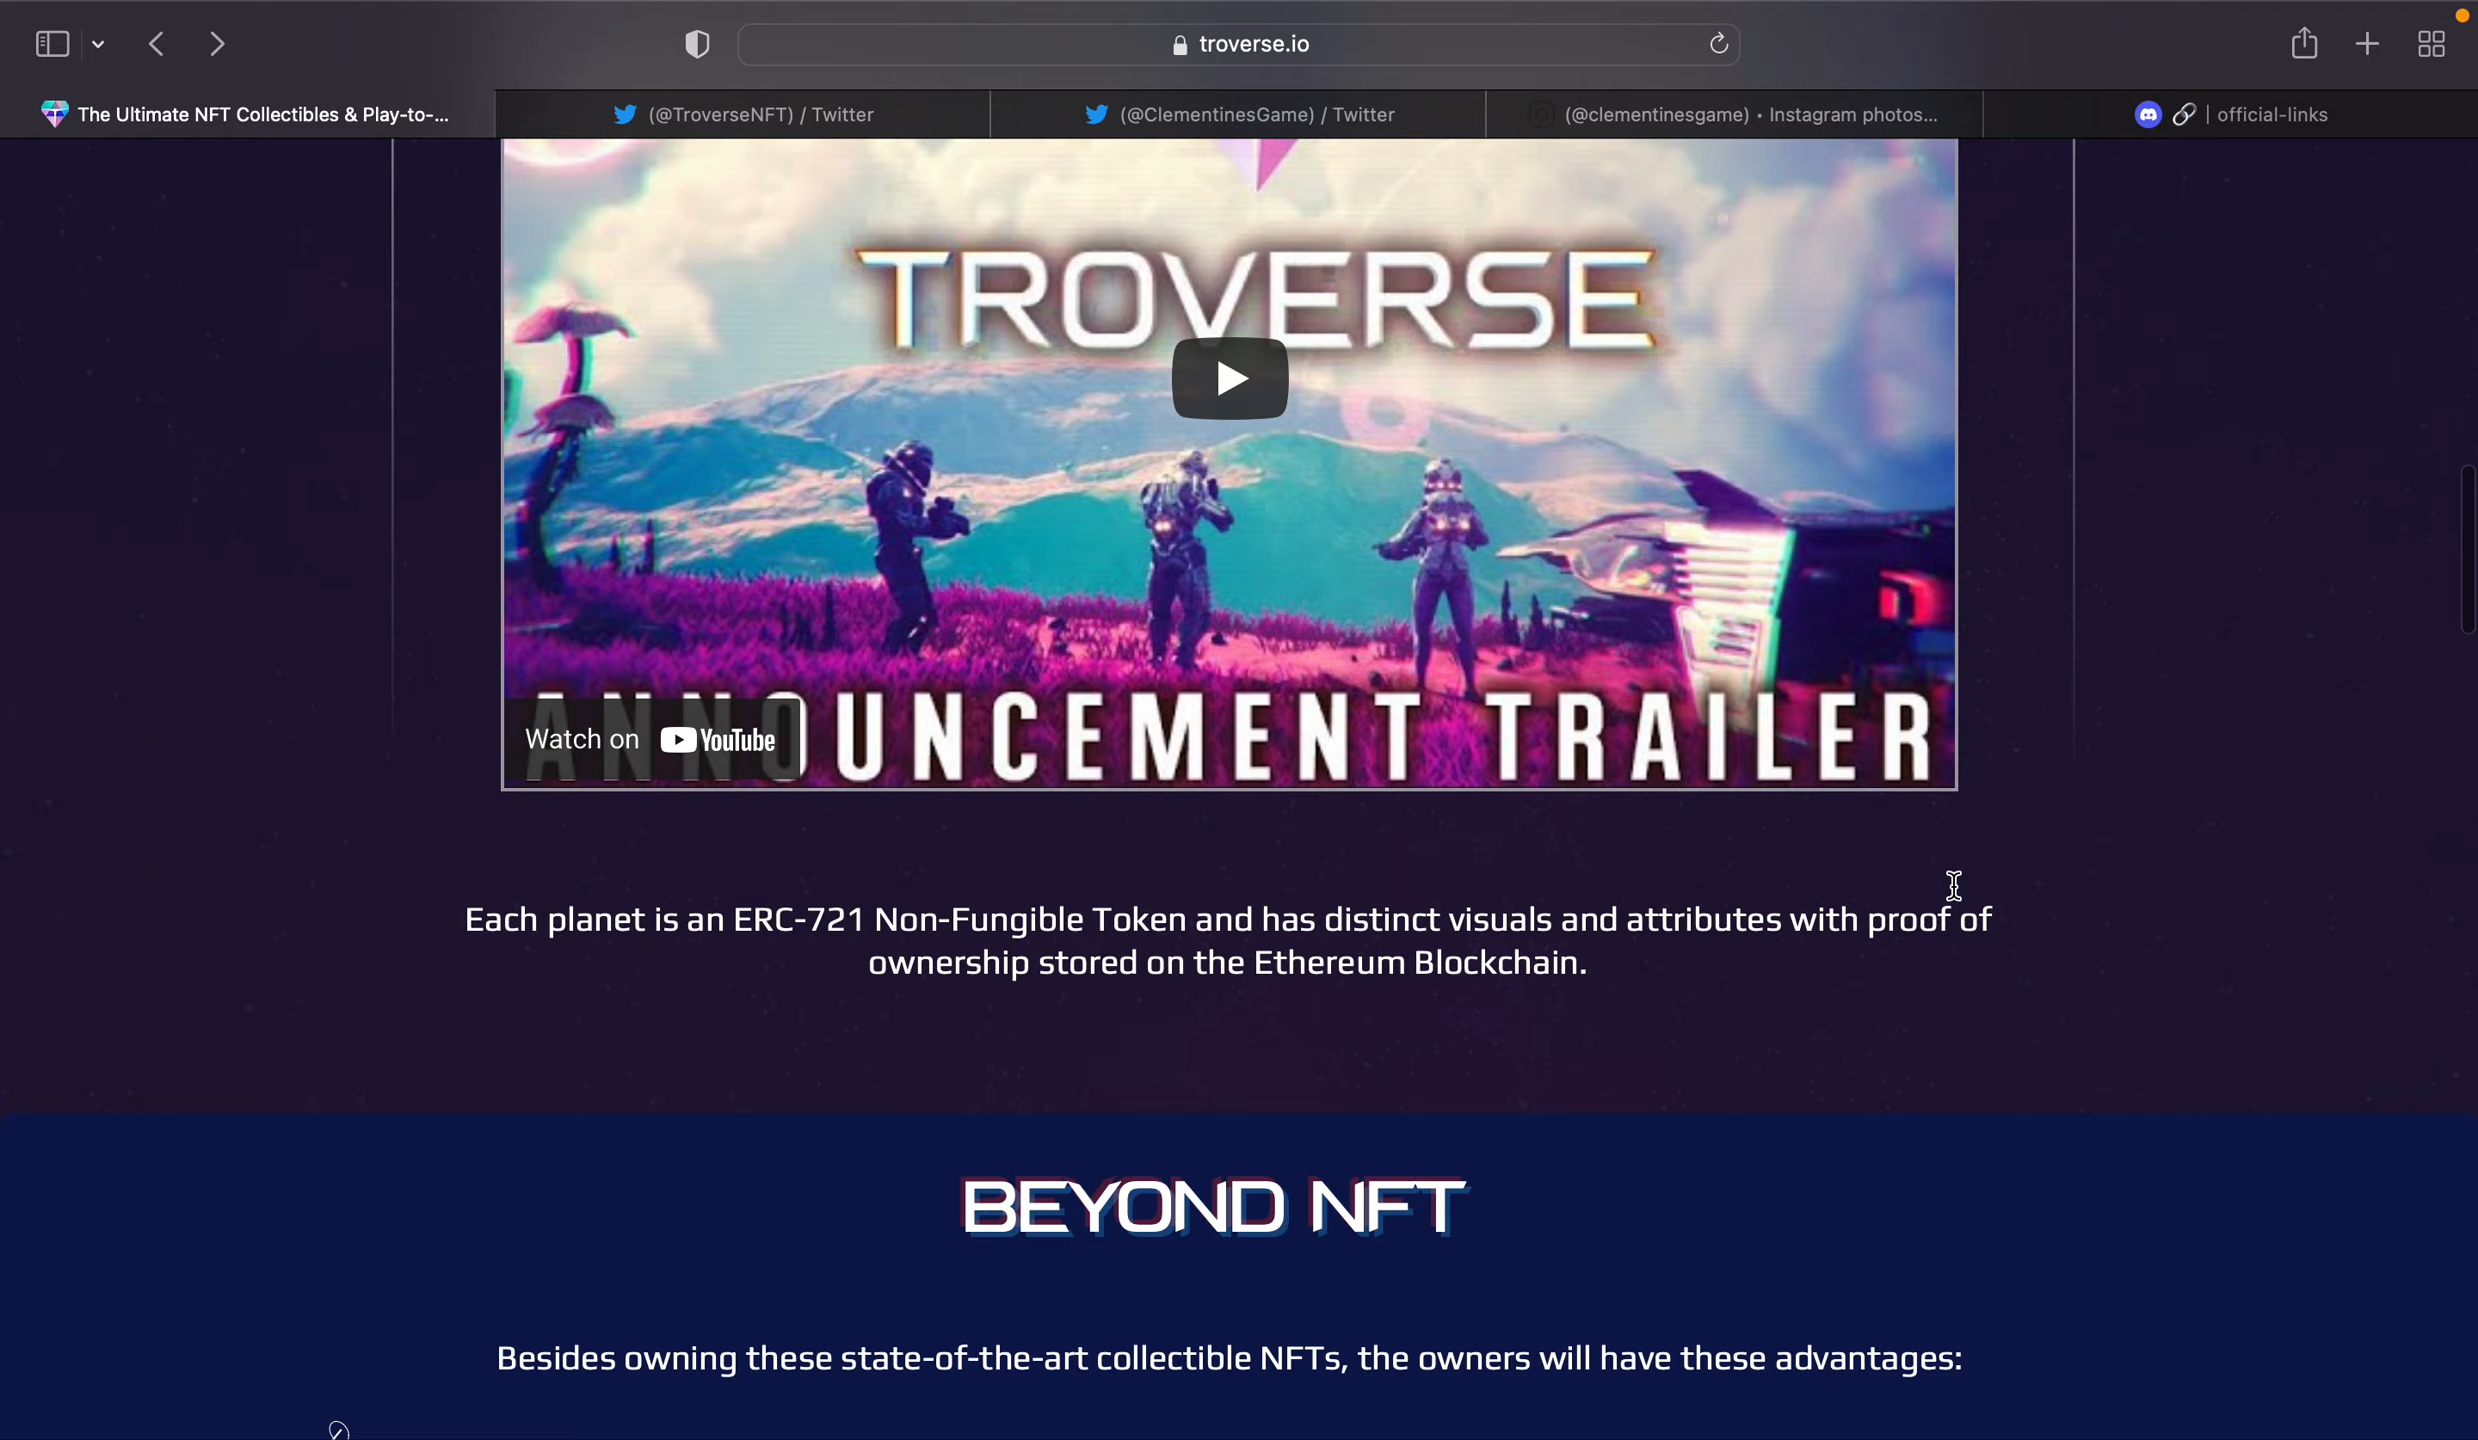 troverse.io
The Ultimate NFT Collectibles & Play-to-...
(@TroverseNFT) / Twitter
(@ClementinesGame) / Twitter
(@clementinesgame) • Instagram photos...
| official-links
TROVERSE
ANNOUNCEMENT TRAILER
Watch on YouTube
Each planet is an ERC-721 Non-Fungible Token and has distinct visuals and attributes with proof of
ownership stored on the Ethereum Blockchain.
BEYOND NFT
Besides owning these state-of-the-art collectible NFTs, the owners will have these advantages: